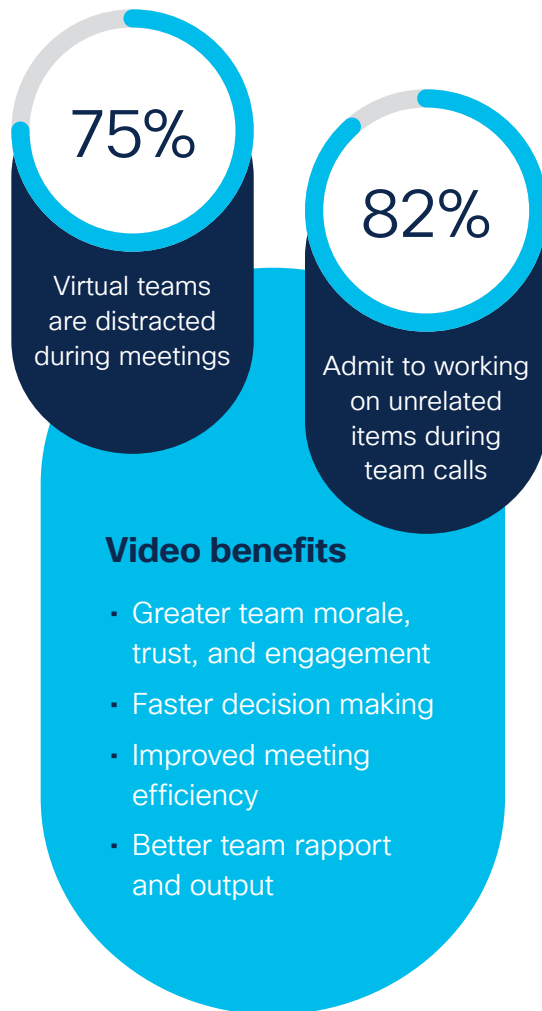 75%
Virtual teams
are distracted
during meetings
82%
Admit to working
on unrelated
items during
team calls
Video benefits
▪ Greater team morale,
trust, and engagement
▪ Faster decision making
▪ Improved meeting
efficiency
▪ Better team rapport
and output